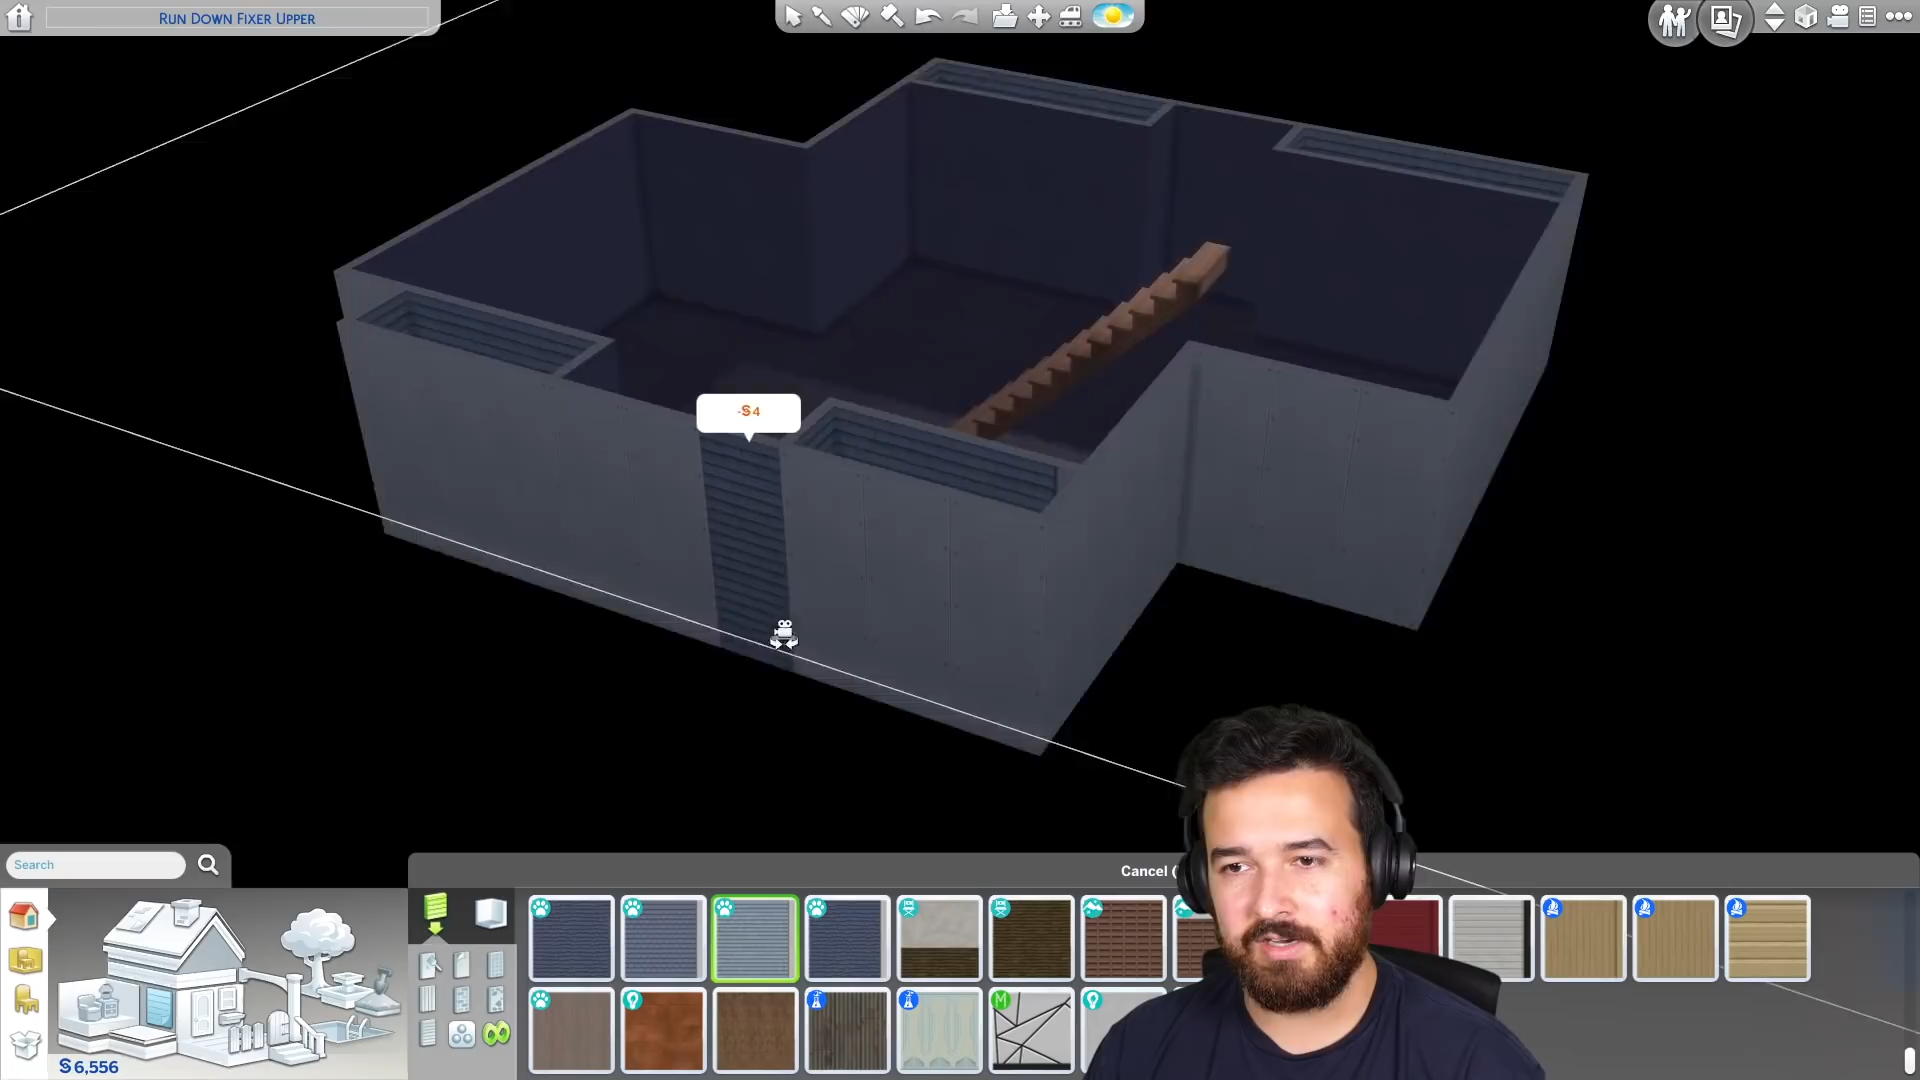 RUN DOWN FIXER UPPER
-§4
Search
Cancel (
M
§6,556